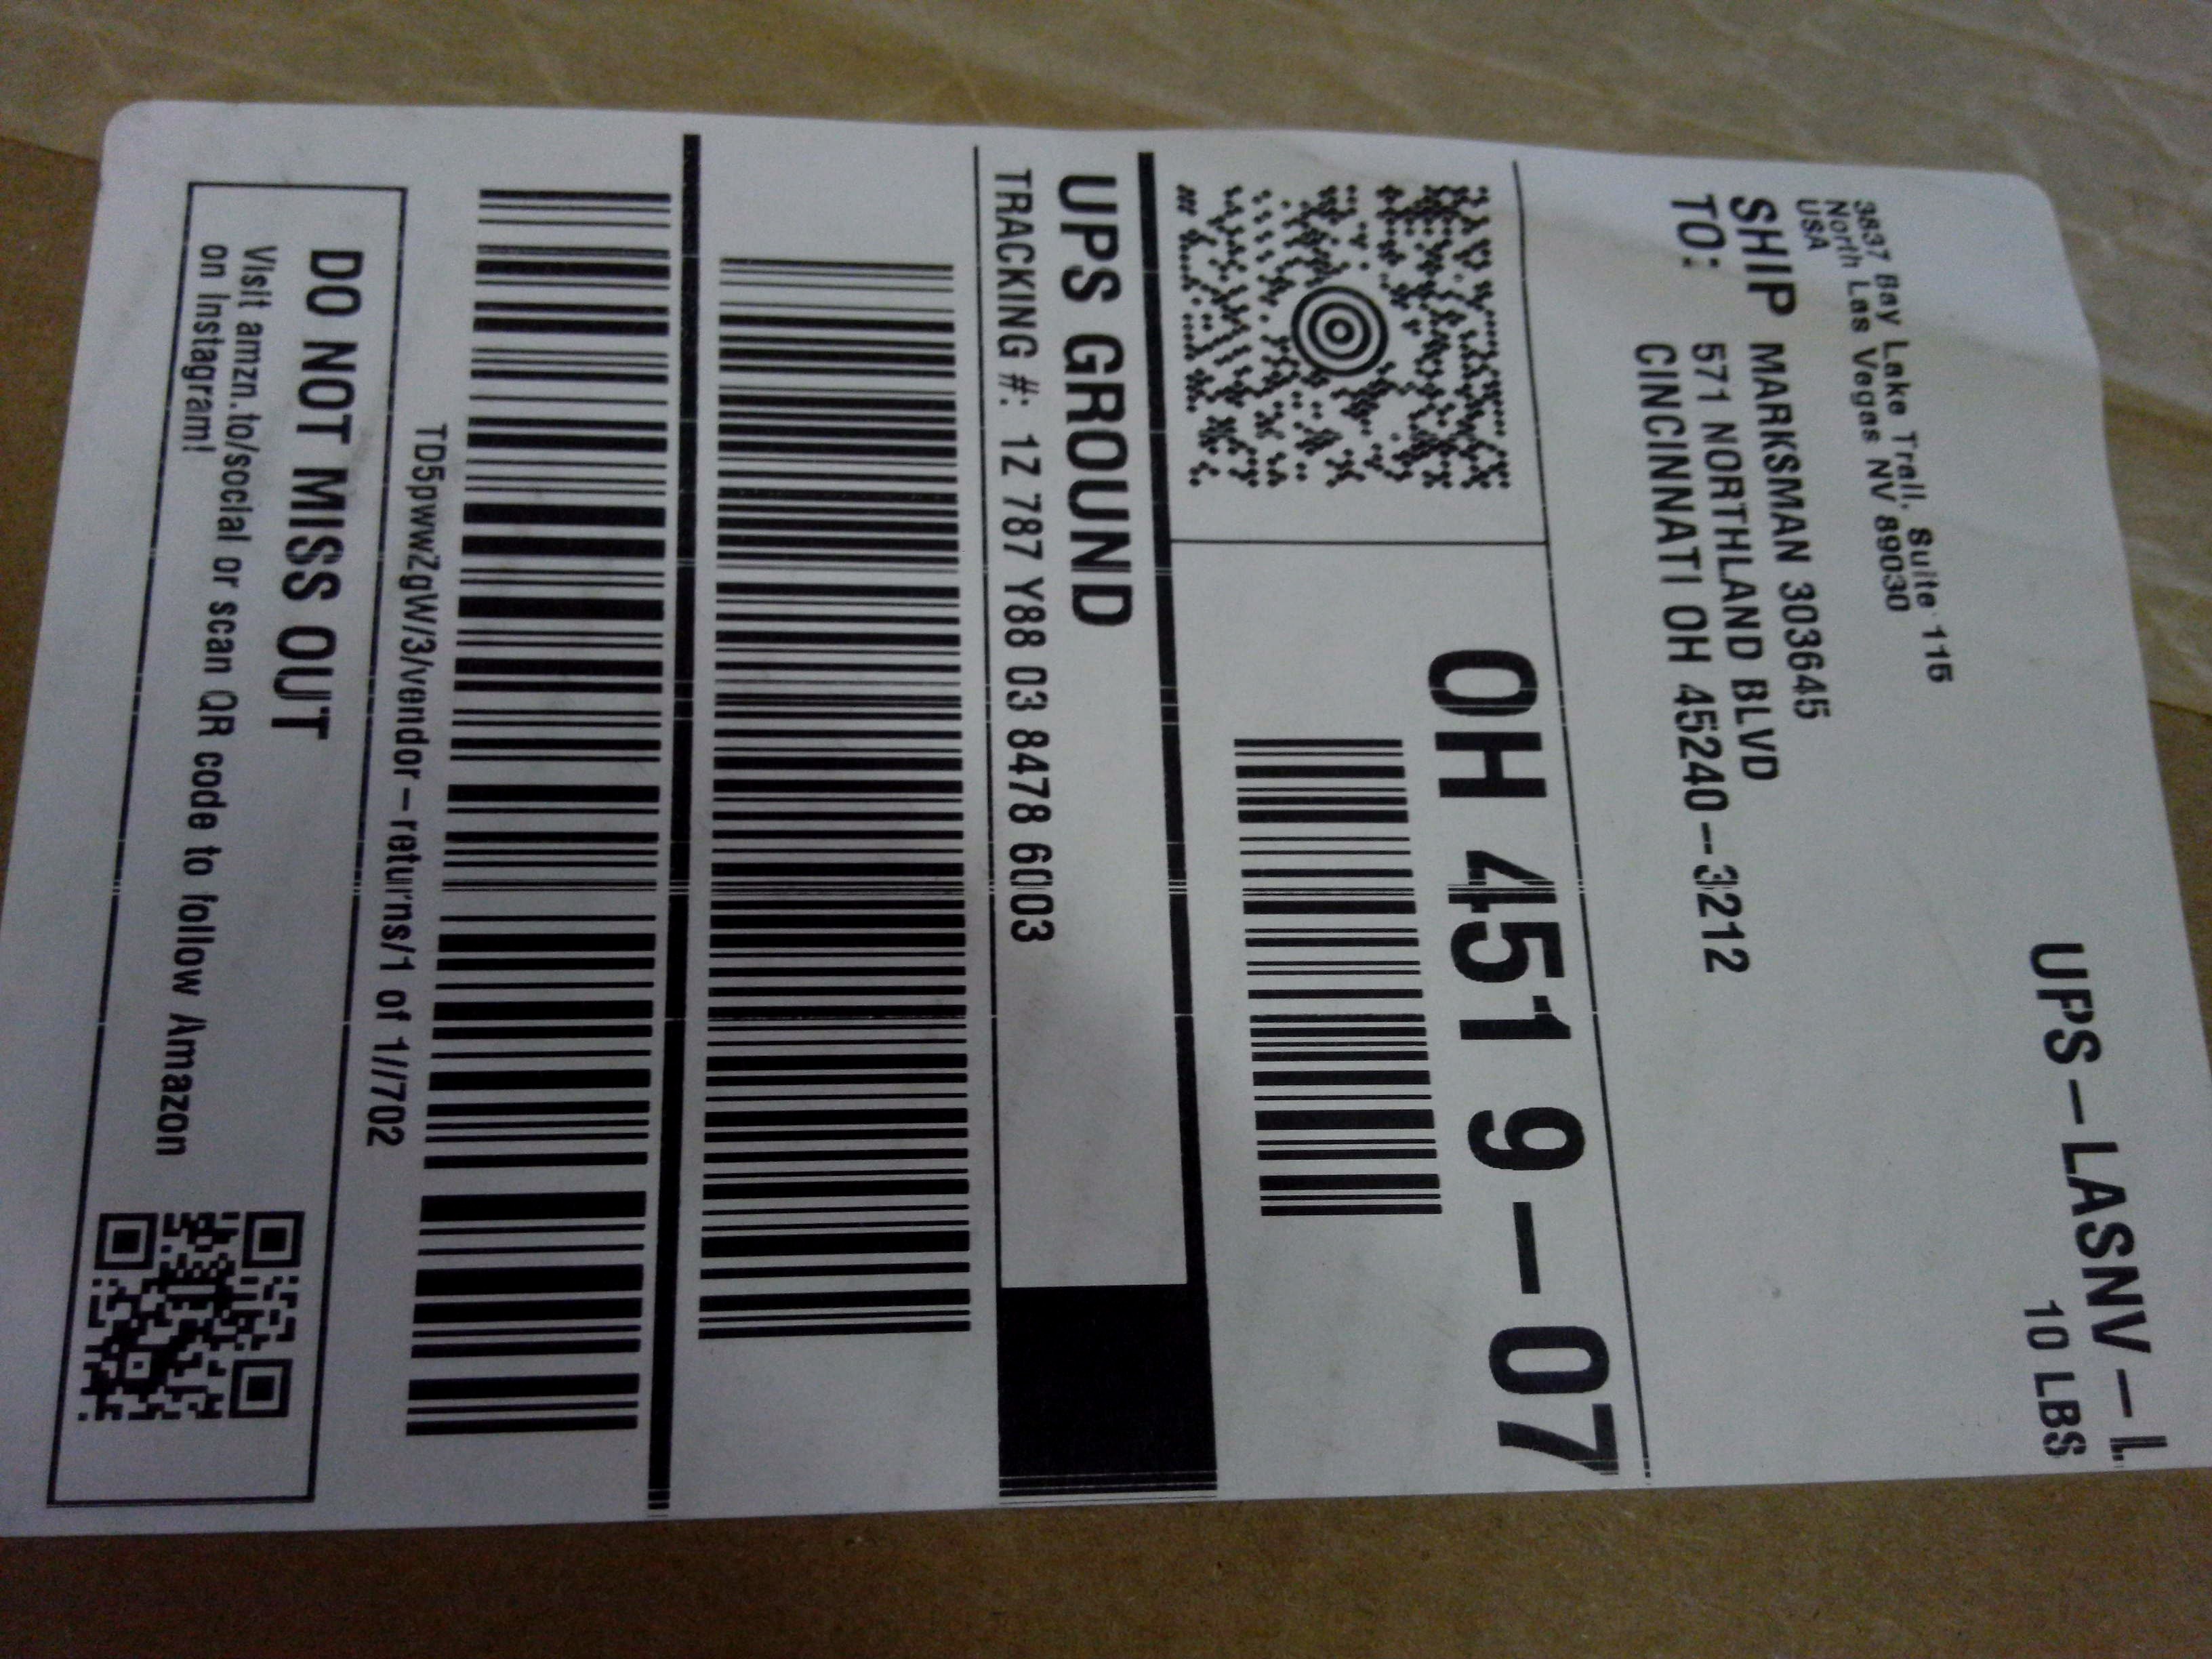 UPS-LASNV-L
10 LBS
3837 Bay Lake Trail, Suite 115
North Las Vegas NV 89030
USA
SHIP MARKSMAN 303645
TO: 571 NORTHLAND BLVD
CINCINNATI OH 45240-3212
OH 451 9-07
UPS GROUND
TRACKING #: 1Z 787 Y88 03 8478 6003
TD5pwwZgW/3/vendor-returns/1 of 1//702
DO NOT MISS OUT
Visit amzn.to/social or scan QR code to follow Amazon
on Instagram!